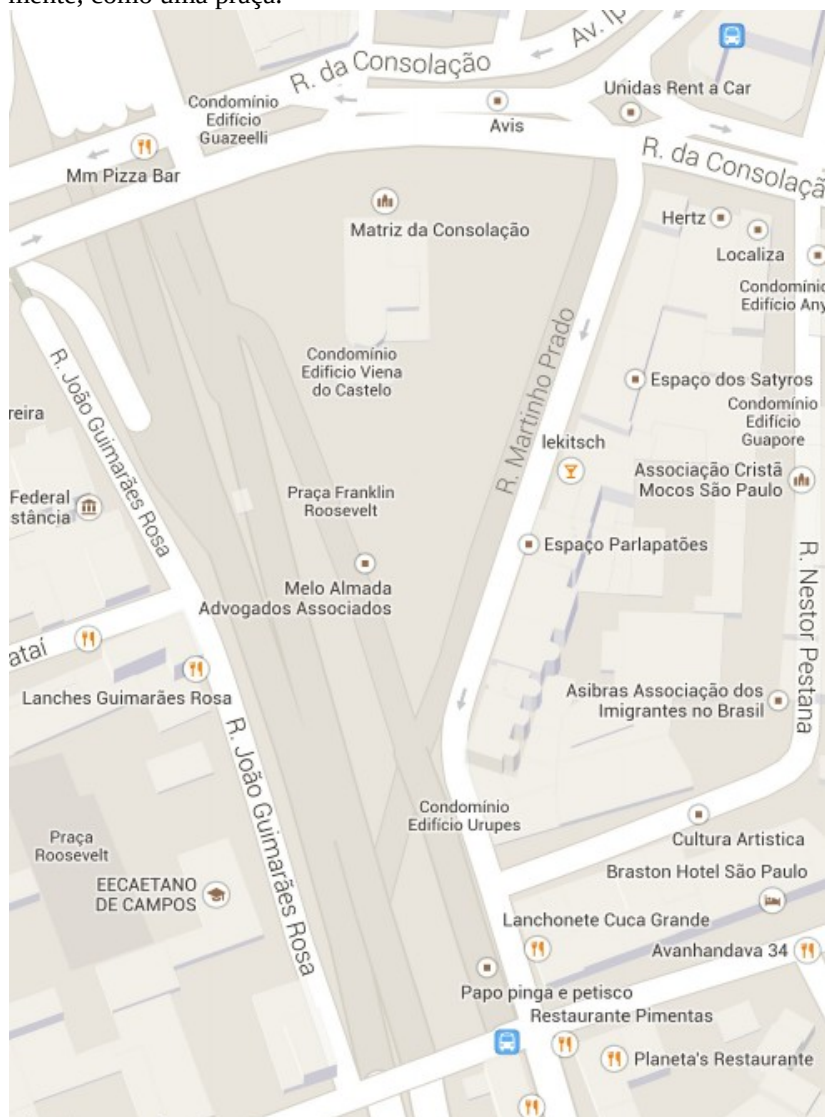 mente, como uma praça.
R. da Consolação
Av. Ip
Condomínio
Edifício
Guazeelli
Avis
Unidas Rent a Car
Mm Pizza Bar
R. da Consolaçã
Matriz da Consolação
Hertz
Localiza
Condomínio
Edifício Any
R. Martinho Prado
Condomínio
Edificio Viena
do Castelo
R. João Guimarães Rosa
Espaço dos Satyros
reira
Condomínio
Edifício
Guapore
lekitsch
Associação Cristã
Mocos São Paulo
Federal
stância
Praça Franklin
Roosevelt
Espaço Parlapatões
R. Nestor Pestana
Melo Almada
Advogados Associados
ataí
Lanches Guimarães Rosa
Asibras Associação dos
Imigrantes no Brasil
R. João Guimarães Rosa
Condomínio
Edifício Urupes
Praça
Roosevelt
Cultura Artistica
EECAETANO
DE CAMPOS
Braston Hotel São Paulo
Lanchonete Cuca Grande
Avanhandava 34
Papo pinga e petisco
Restaurante Pimentas
Planeta's Restaurante